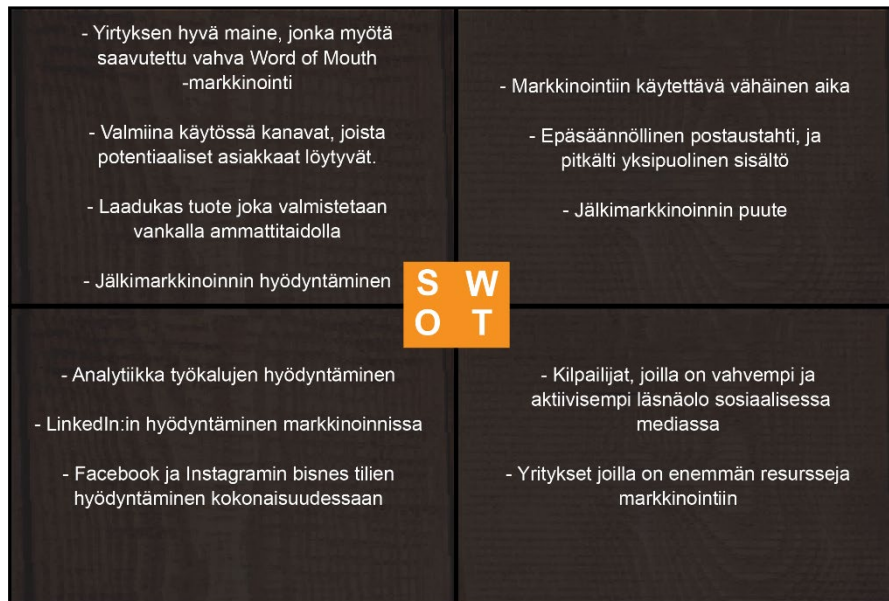 - Yirtyksen hyvä maine, jonka myötä
saavutettu vahva Word of Mouth
-markkinointi
- Valmiina käytössä kanavat, joista
potentiaaliset asiakkaat löytyvät.
- Laadukas tuote joka valmistetaan
vankalla ammattitaidolla
- Jälkimarkkinoinnin hyödyntäminen
- Markkinointiin käytettävä vähäinen aika
- Epäsäännöllinen postaustahti, ja
pitkälti yksipuolinen sisältö
- Jälkimarkkinoinnin puute
S W
O T
- Analytiikka työkalujen hyödyntäminen
- LinkedIn:in hyödyntäminen markkinoinnissa
- Facebook ja Instagramin bisnes tilien
hyödyntäminen kokonaisuudessaan
- Kilpailijat, joilla on vahvempi ja
aktiivisempi läsnäolo sosiaalisessa
mediassa
- Yritykset joilla on enemmän resursseja
markkinointiin